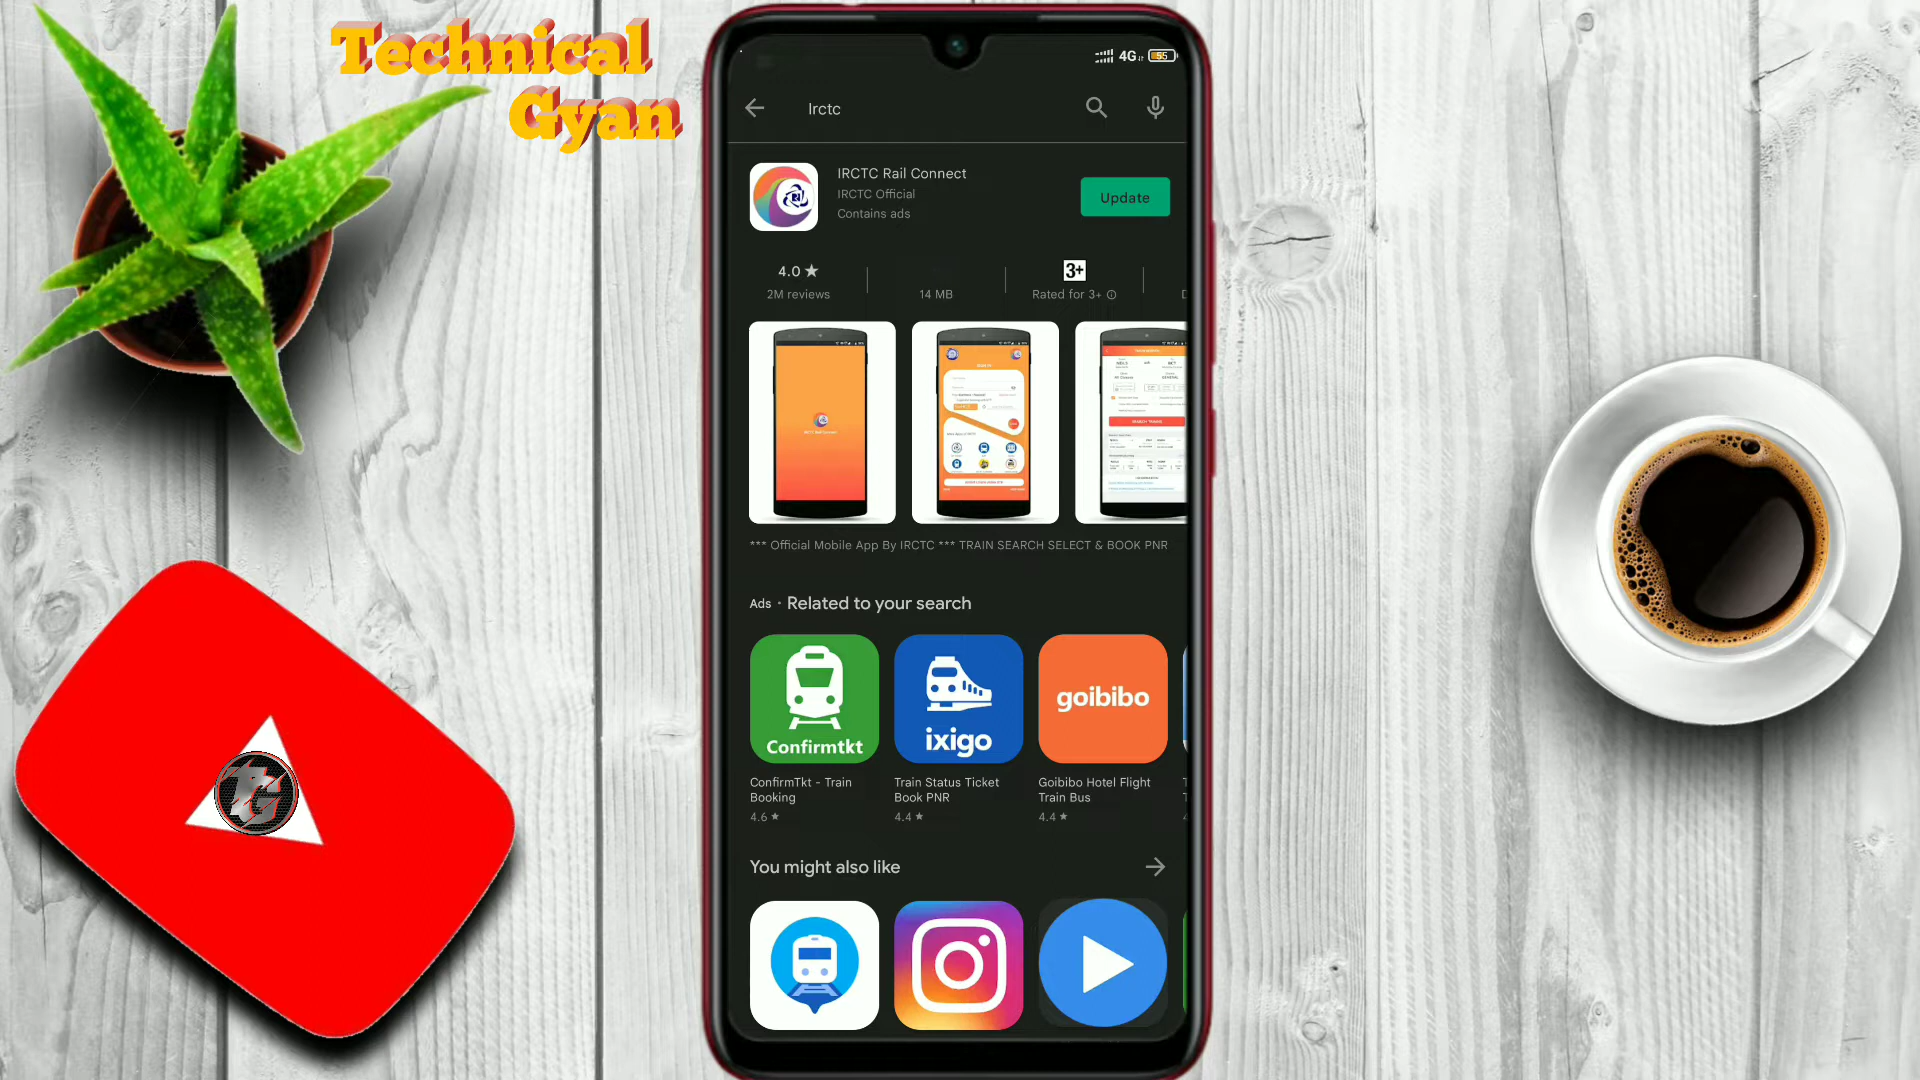 Technical
Gyan
4G
55
Irctc
IRCTC Rail Connect
IRCTC Official
Contains ads
Update
4.0 ★
2M reviews
14 MB
3+
Rated for 3+
*** Official Mobile App By IRCTC *** TRAIN SEARCH SELECT & BOOK PNR
Ads · Related to your search
Confirmtkt
ixigo
goibibo
ConfirmTkt - Train
Booking
4.6 ★
Train Status Ticket
Book PNR
4.4 ★
Goibibo Hotel Flight
Train Bus
4.4 ★
You might also like